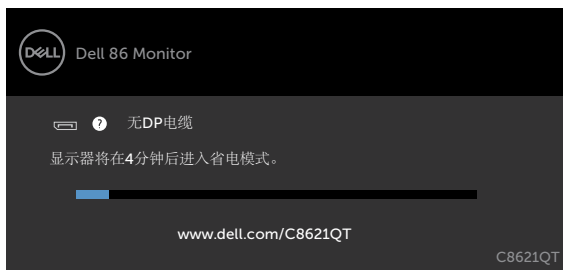 DELL Dell 86 Monitor
? 无DP电缆
显示器将在4分钟后进入省电模式。
www.dell.com/C8621QT
C8621QT